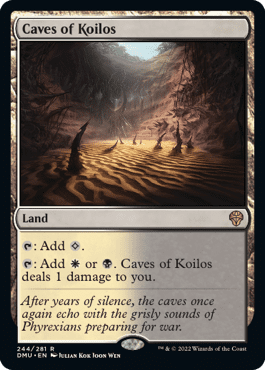 Caves of Koilos
Land
: Add .
: Add or . Caves of Koilos
deals 1 damage to you.
After years of silence, the caves once
again echo with the grisly sounds of
Phyrexians preparing for war.
244/281 R
DMU • EN Julian Kok Joon Wen
™ & © 2022 Wizards of the Coast